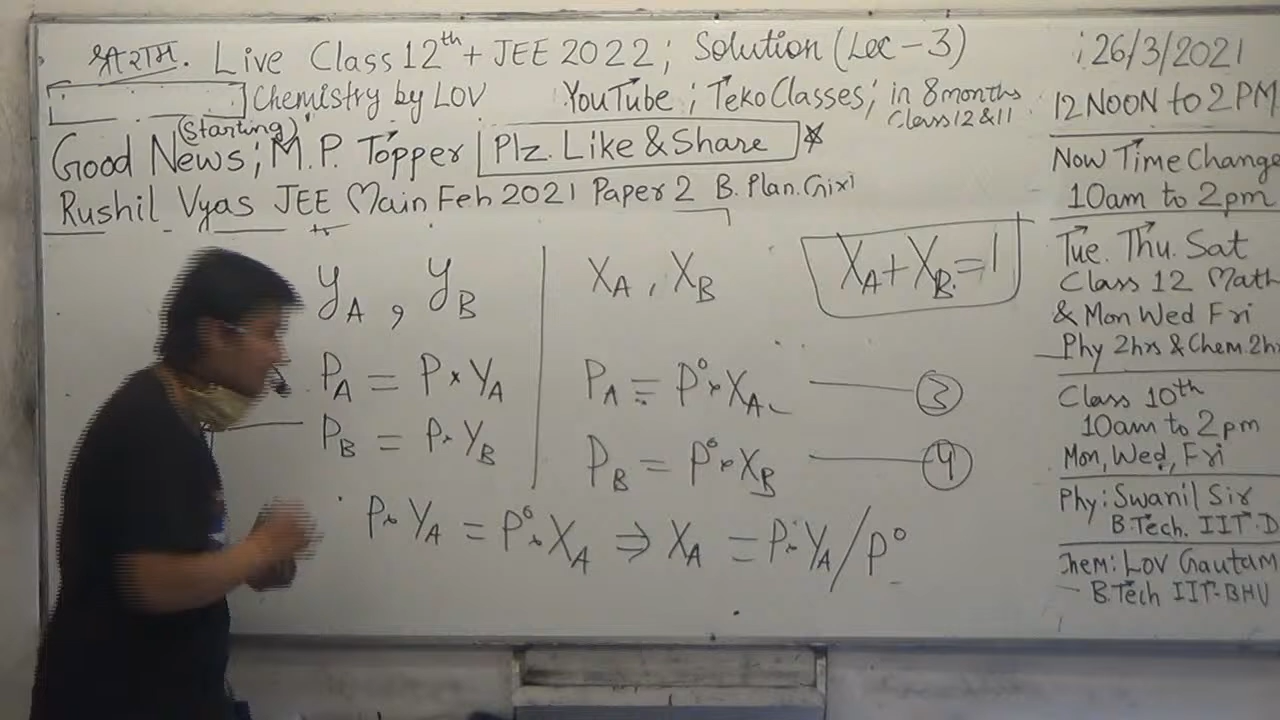 श्री राम. Live Class 12th + JEE 2022 ; Solution (Lec - 3)
Chemistry by LOV YouTube ; TekoClasses ; in 8 months
Class 12 & 11
(Starting)
Good News ; M.P. Topper Plz. Like & Share
Rushil Vyas JEE Main Feb 2021 Paper 2 B. Plan.
yA , yB
PA = P × YA
PB = P × YB
XA , XB
XA + XB = 1
PA = P° × XA ③
PB = P° × XB ④
P × YA = P° × XA ⇒ XA = P × YA / P°
26/3/2021
12 NOON to 2 PM
Now Time Change
10am to 2pm
Tue. Thu. Sat
Class 12 Math
& Mon Wed Fri
Phy 2hrs & Chem. 2hr
Class 10th
10am to 2pm
Mon, Wed, Fri
Phy : Swanil Sir
B.Tech. IIT-D
Chem: Lov Gautam
B.Tech IIT-BHU